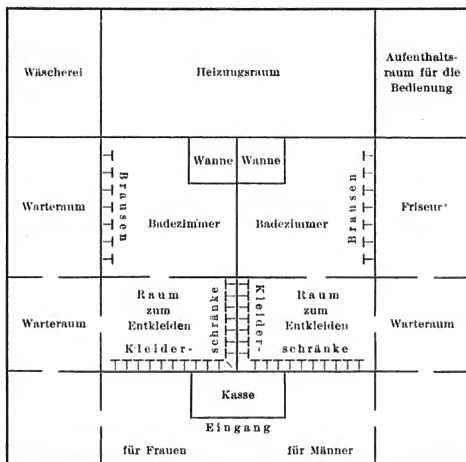 Wäscherei
Heizungsraum
Aufenthalts-
raum für die
Bedienung
Wanne
Wanne
Warteraum
Brausen
Badezimmer
Badezimmer
Brausen
Friseur
Warteraum
Raum
zum
Entkleiden
Kleider-
schränke
Kleider-
schränke
Raum
zum
Entkleiden
Warteraum
Kasse
Eingang
für Frauen
für Männer